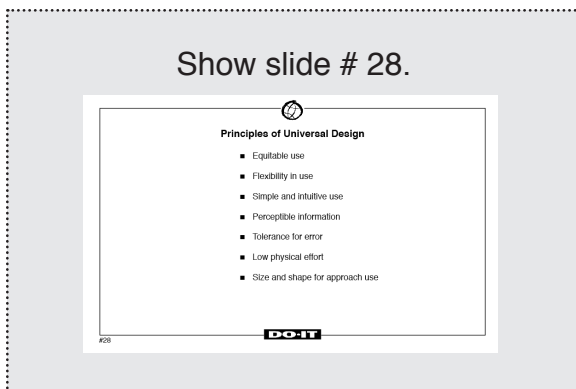 Show slide # 28.
Principles of Universal Design
Equitable use
Flexibility in use
Simple and intuitive use
Perceptible information
Tolerance for error
Low physical effort
Size and shape for approach use
DO-IT
#28